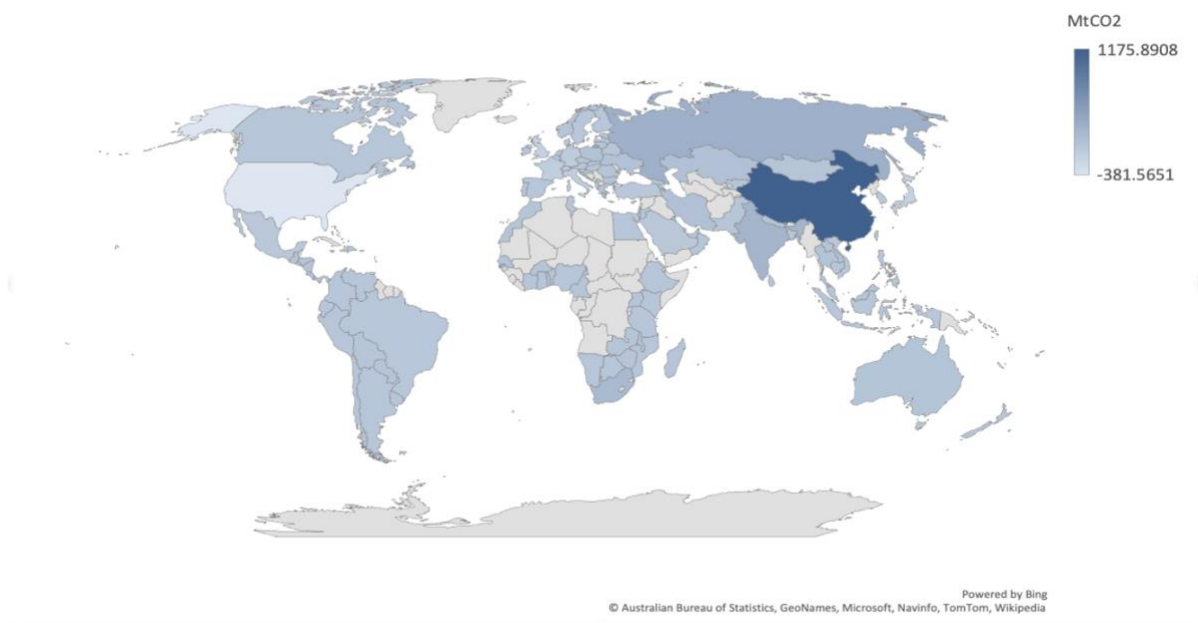 MtCO2
1175.8908
-381.5651
Powered by Bing
© Australian Bureau of Statistics, GeoNames, Microsoft, Navinfo, TomTom, Wikipedia